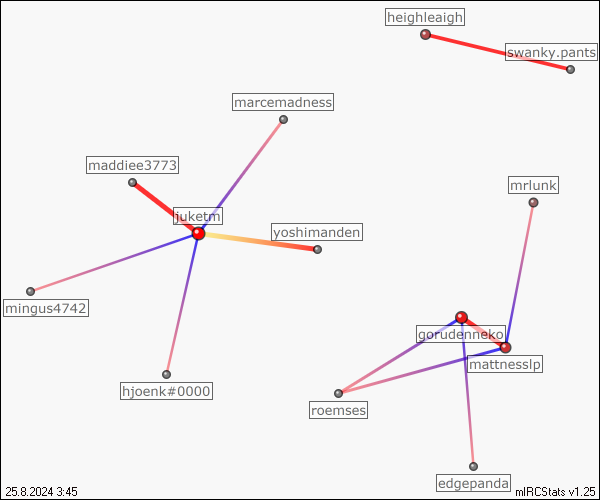 heighleaigh
swanky.pants
marcemadness
maddiee3773
mrlunk
juketm
yoshimanden
mingus4742
gorudenneko
mattnesslp
hjoenk#0000
roemses
edgepanda
25.8.2024 3:45
mIRCStats v1.25